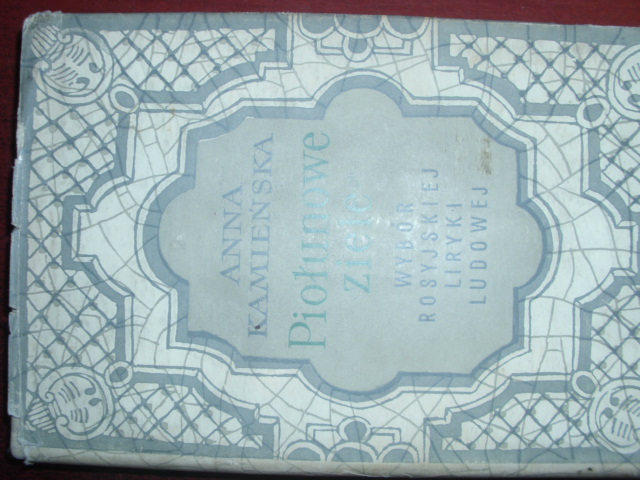 ANNA
KAMIEŃSKA
Piołunowe
ziele
WYBÓR
ROSYJSKIEJ
LIRYKI
LUDOWEJ